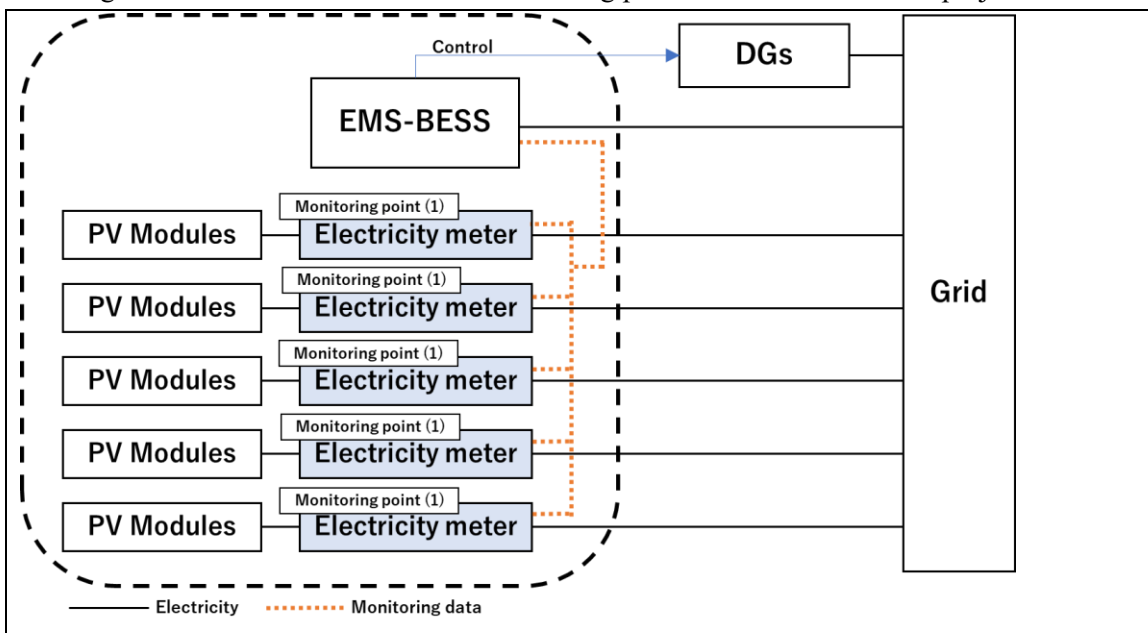 Control
DGs
EMS-BESS
Grid
Monitoring point (1)
PV Modules
Electricity meter
Monitoring point (1)
PV Modules
Electricity meter
Monitoring point (1)
PV Modules
Electricity meter
Monitoring point (1)
PV Modules
Electricity meter
Monitoring point (1)
PV Modules
Electricity meter
Electricity
Monitoring data